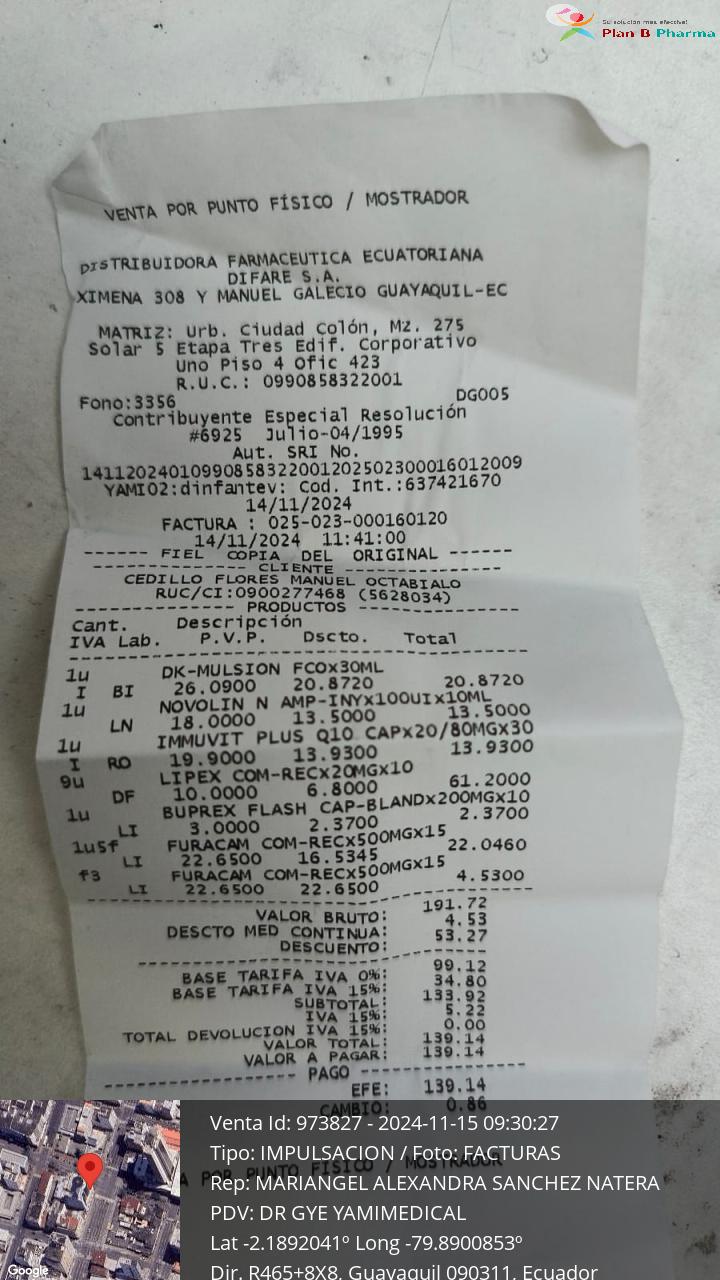 Su solución más efectiva!
Plan B Pharma
VENTA POR PUNTO FÍSICO / MOSTRADOR
DISTRIBUIDORA FARMACEUTICA ECUATORIANA
DIFARE S.A.
XIMENA 308 Y MANUEL GALECIO GUAYAQUIL-EC
MATRIZ: Urb. Ciudad Colón, Mz. 275
Solar 5 Etapa Tres Edif. Corporativo
Uno Piso 4 Ofic 423
R.U.C.: 0990858322001
Fono:3356 DG005
Contribuyente Especial Resolución
#6925 Julio-04/1995
Aut. SRI No.
1411202401099085832200120250230001601​2009
YAMI02:dinfantev: Cod. Int.:637421670
14/11/2024
FACTURA : 025-023-000160120
14/11/2024 11:41:00
------ FIEL COPIA DEL ORIGINAL ------
--------------- CLIENTE ---------------
CEDILLO FLORES MANUEL OCTABIALO
RUC/CI:0900277468 (5628034)
--------------- PRODUCTOS ---------------
Cant. Descripción
IVA Lab. P.V.P. Dscto. Total
1u DK-MULSION FCOx30ML
I BI 26.0900 20.8720 20.8720
1u NOVOLIN N AMP-INYx100UIx10ML
LN 18.0000 13.5000 13.5000
1u IMMUVIT PLUS Q10 CAPx20/80MGx30
I RO 19.9000 13.9300 13.9300
9u LIPEX COM-RECx20MGx10
DF 10.0000 6.8000 61.2000
1u BUPREX FLASH CAP-BLANDx200MGx10
LI 3.0000 2.3700 2.3700
1u5f FURACAM COM-RECx500MGx15
LI 22.6500 16.5345 22.0460
f3 FURACAM COM-RECx500MGx15
LI 22.6500 22.6500 4.5300
VALOR BRUTO: 191.72
DESCTO MED CONTINUA: 4.53
DESCUENTO: 53.27
BASE TARIFA IVA 0%: 99.12
BASE TARIFA IVA 15%: 34.80
SUBTOTAL: 133.92
IVA 15%: 5.22
TOTAL DEVOLUCION IVA 15%: 0.00
VALOR TOTAL: 139.14
VALOR A PAGAR: 139.14
--------------- PAGO ---------------
EFE: 139.14
CAMBIO: 0.86
A POR PUNTO FÍSICO / MOSTRADOR
Venta Id: 973827 - 2024-11-15 09:30:27
Tipo: IMPULSACION / Foto: FACTURAS
Rep: MARIANGEL ALEXANDRA SANCHEZ NATERA
PDV: DR GYE YAMIMEDICAL
Lat -2.1892041º Long -79.8900853º
Dir. R465+8X8, Guayaquil 090311, Ecuador
Google